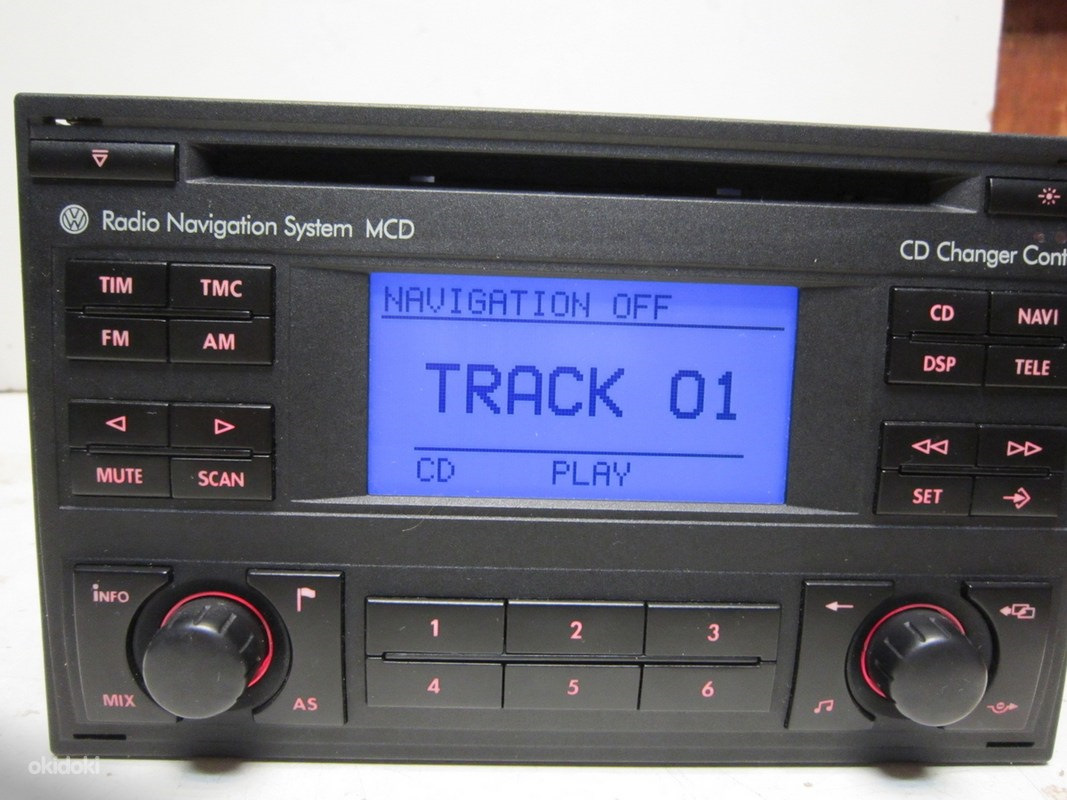 Radio Navigation System MCD
CD Changer Cont
TIM TMC
FM AM
MUTE SCAN
NAVIGATION OFF
TRACK 01
CD PLAY
CD NAVI
DSP TELE
SET
iNFO
MIX AS
1 2 3
4 5 6
okidoki